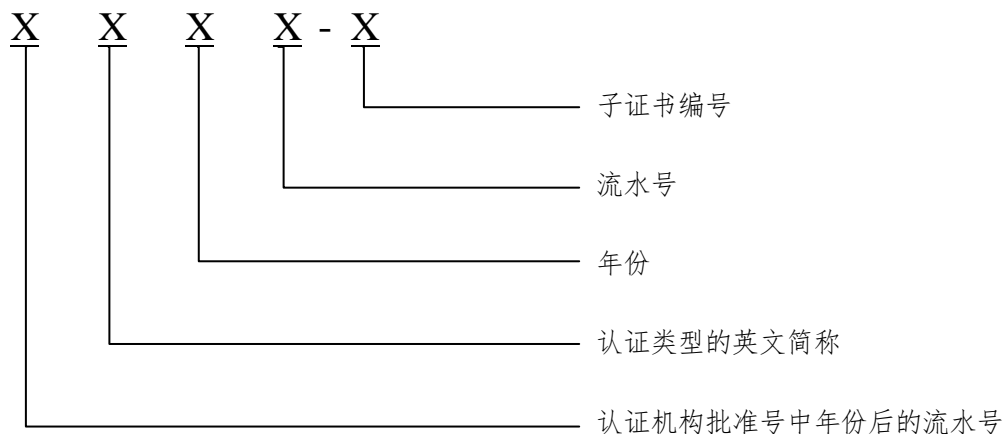 X X X X - X
子证书编号
流水号
年份
认证类型的英文简称
认证机构批准号中年份后的流水号